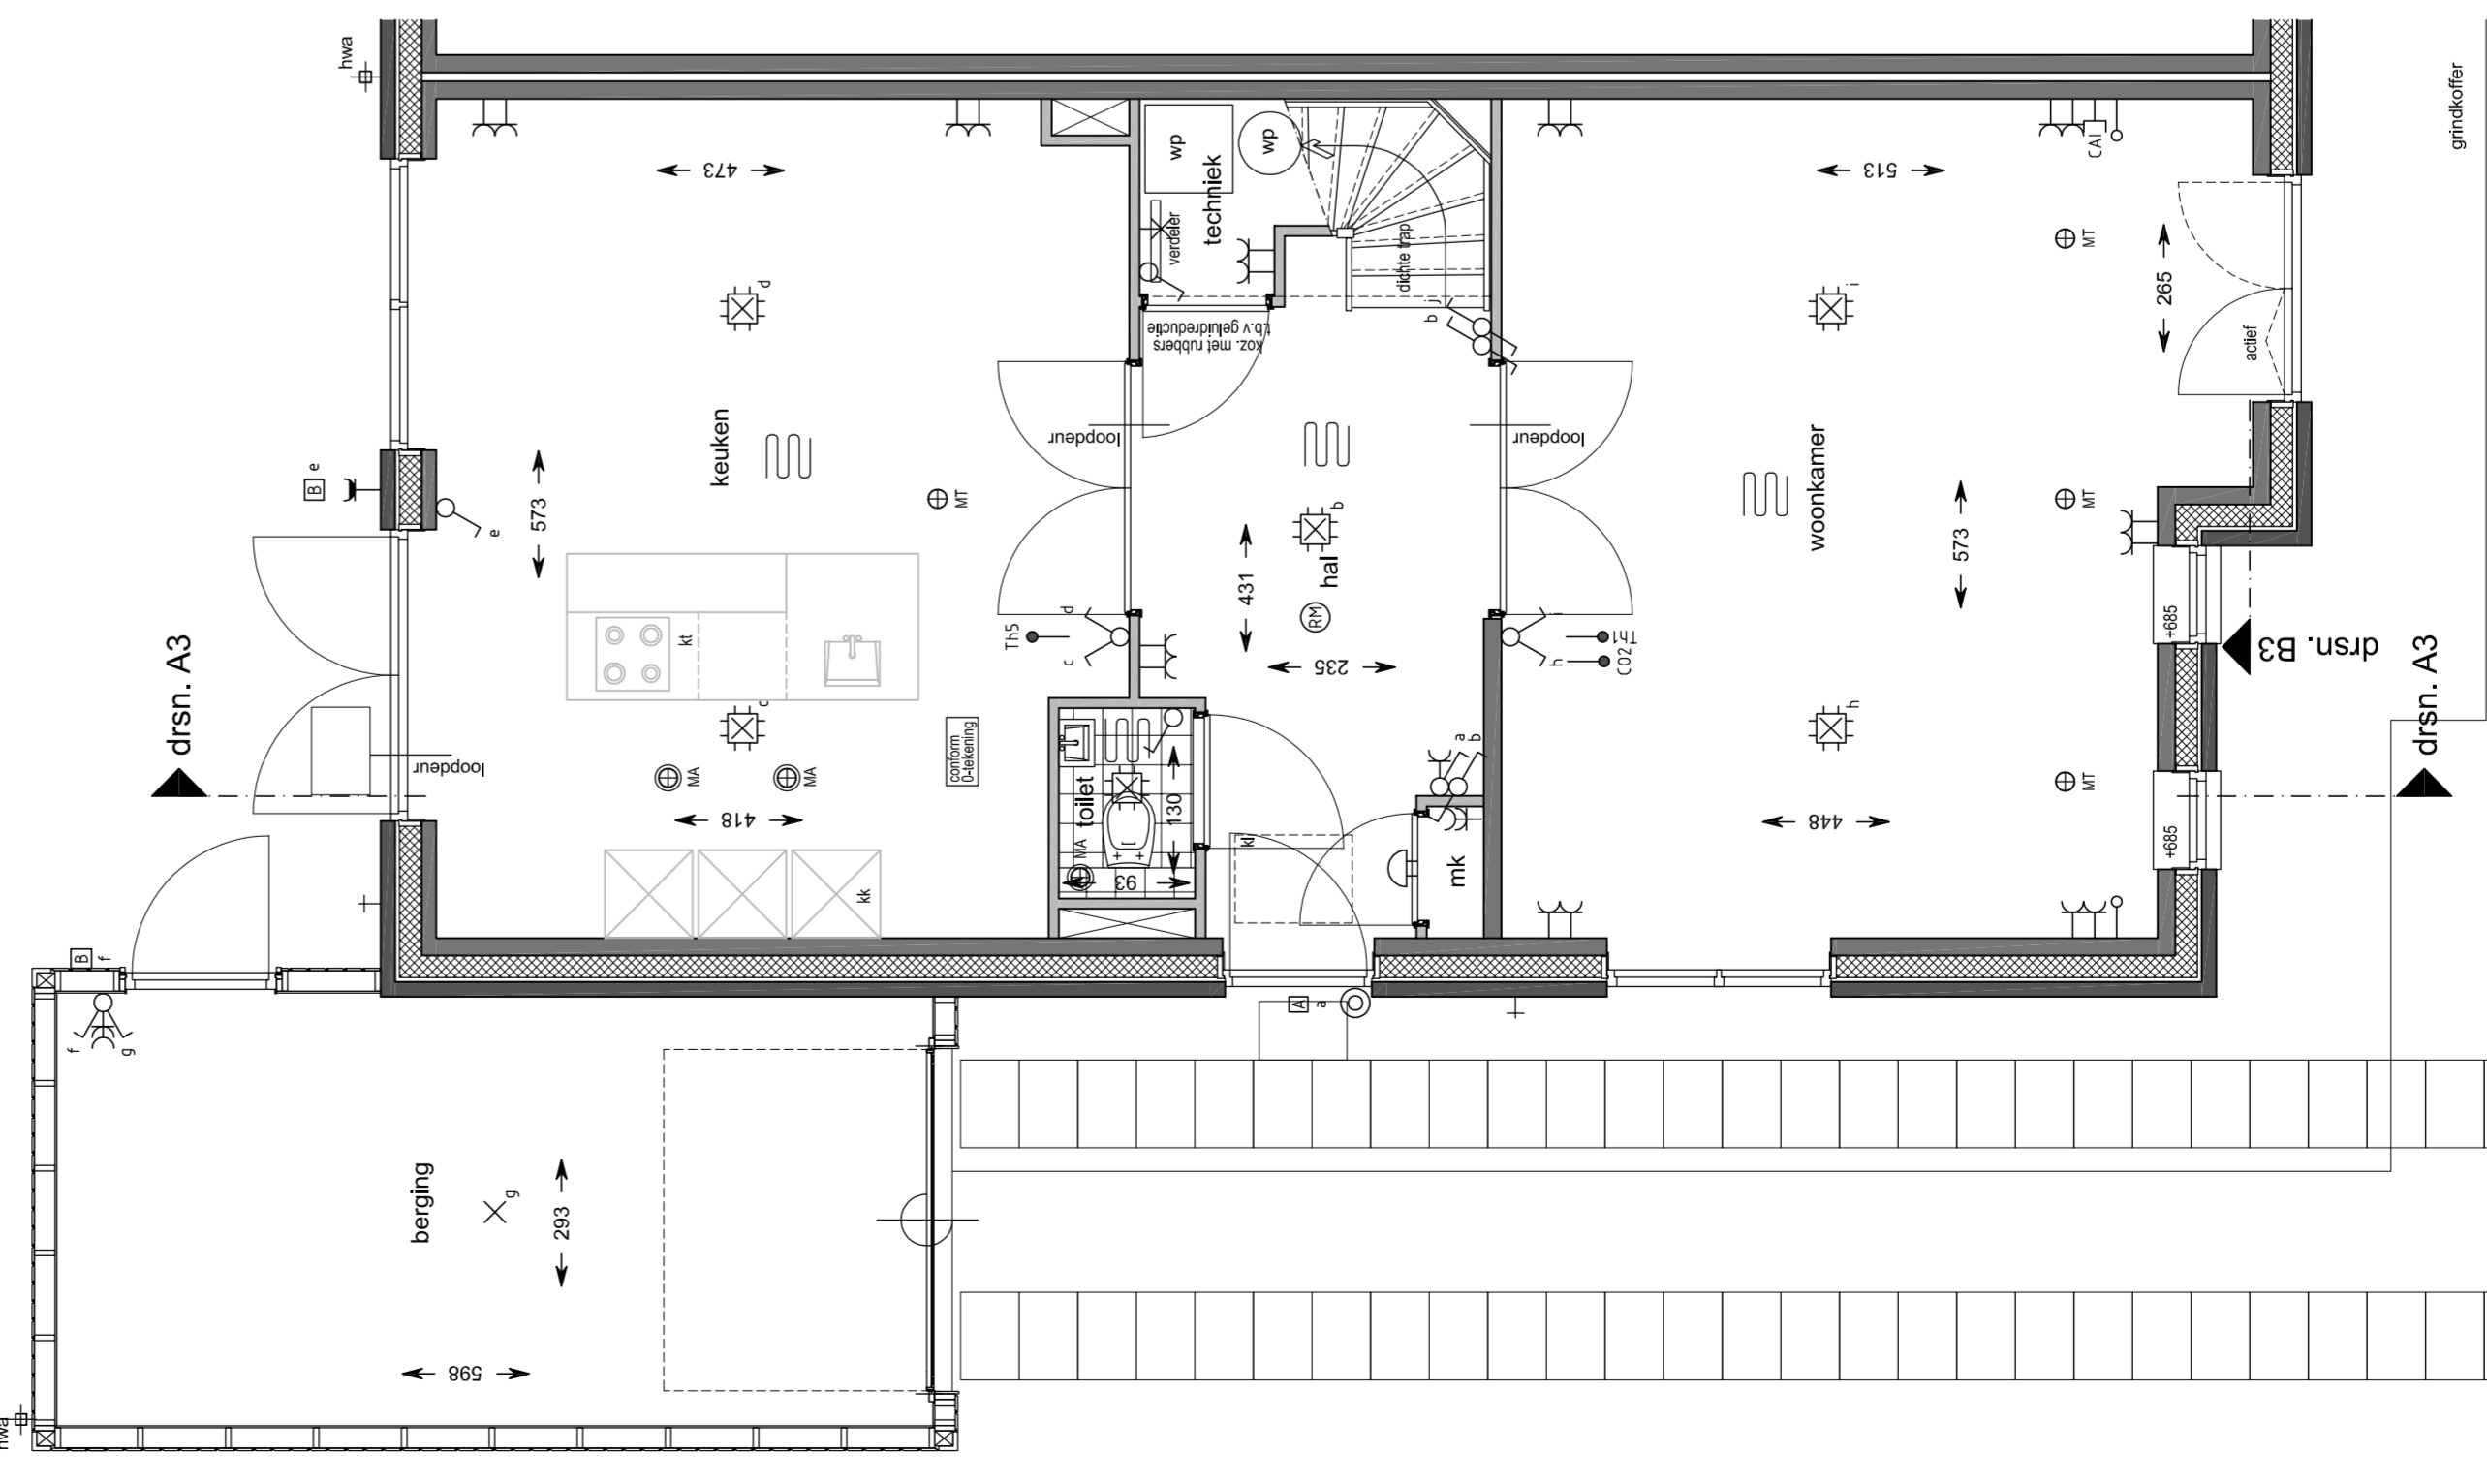 hwa
grindkoffer
473
wp
wp
techniek
verdeler
513
CAI
MT
265
actief
d
dichte trap
i
koz. met rubbers
t.b.v geluidreductie
b
j
keuken
loopdeur
loopdeur
woonkamer
B
e
573
e
MT
b
hal
431
RM
573
MT
drsn. A3
kt
Th5
d
c
235
i
h
Th1
CO2
+685
drsn. B3
drsn. A3
loopdeur
c
MA
MA
conform
0-tekening
toilet
130
a
b
h
MT
418
MA
93
kl
mk
448
+685
kk
B
f
f
g
A
a
berging
g
293
598
hwa